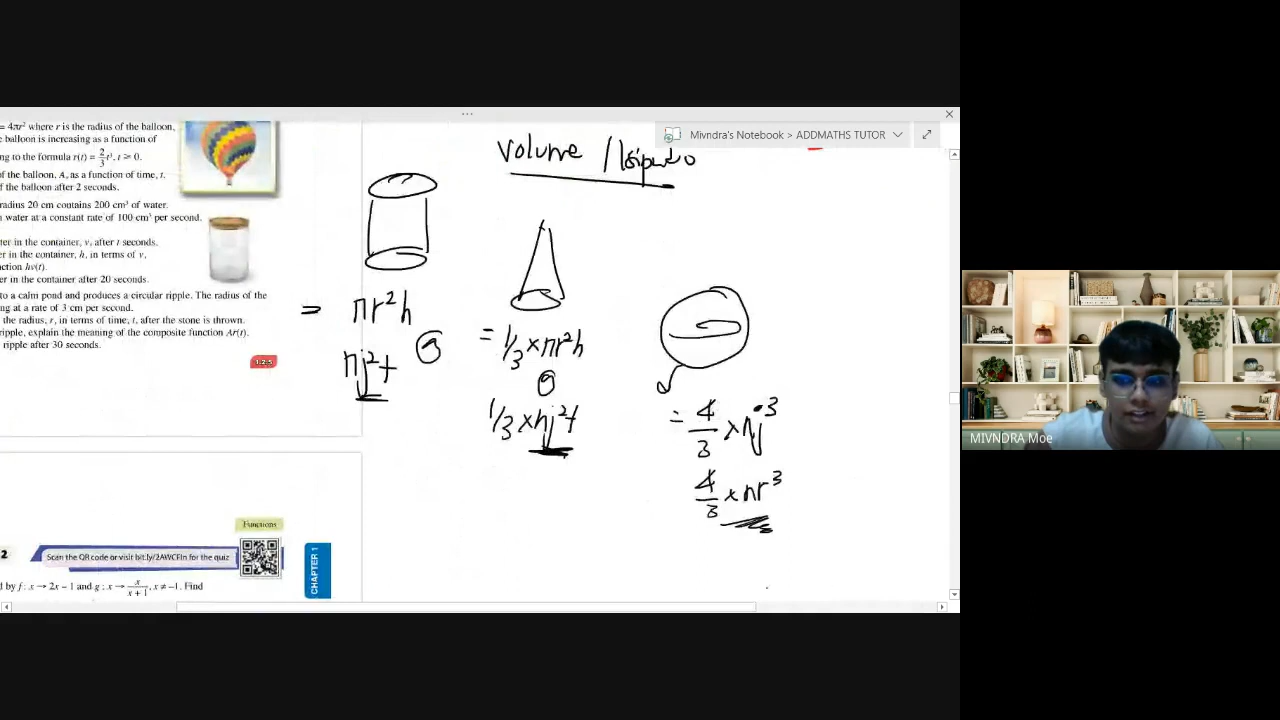 = 4πr² where r is the radius of the balloon,
e balloon is increasing as a function of
ng to the formula r(t) = 2/3 t³, t ≥ 0.
of the balloon, A, as a function of time, t.
f the balloon after 2 seconds.
radius 20 cm contains 200 cm³ of water.
n water at a constant rate of 100 cm³ per second.
ter in the container, v, after t seconds.
er in the container, h, in terms of v,
nction hv(t).
er in the container after 20 seconds.
to a calm pond and produces a circular ripple. The radius of the
ng at a rate of 3 cm per second.
the radius, r, in terms of time, t, after the stone is thrown.
ripple, explain the meaning of the composite function Ar(t).
ripple after 30 seconds.
1.2.5
Functions
2
Scan the QR code or visit bit.ly/2AWCFIn for the quiz
d by f : x → 2x − 1 and g : x → x/(x + 1), x ≠ −1. Find
CHAPTER 1
Mivndra's Notebook > ADDMATHS TUTOR
Volume /
= πr²h
πj²t
= 1/3 × πr²h
1/3 × πj²t
= 4/3 × πj³
4/3 × πr³
MIVNDRA Moe